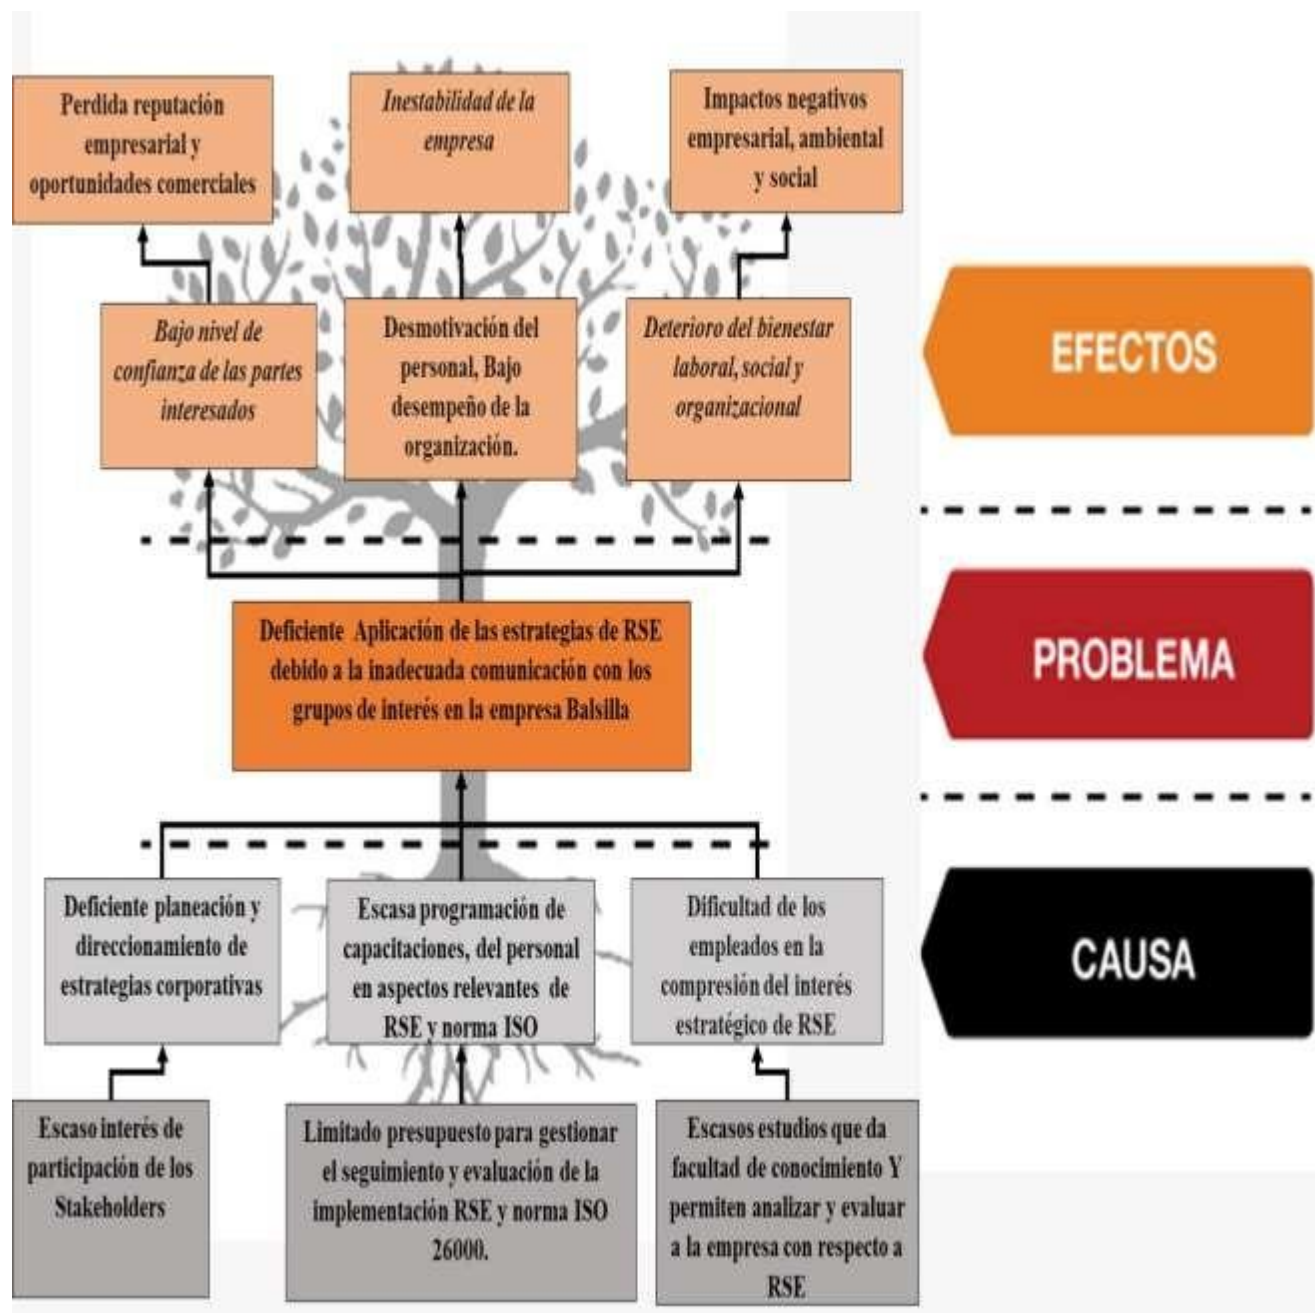 Perdida reputación
empresarial y
oportunidades comerciales
Inestabilidad de la
empresa
Impactos negativos
empresarial, ambiental
y social
Bajo nivel de
confianza de las partes
interesados
Desmotivación del
personal, Bajo
desempeño de la
organización.
Deterioro del bienestar
laboral, social y
organizacional
EFECTOS
Deficiente Aplicación de las estrategias de RSE
debido a la inadecuada comunicación con los
grupos de interés en la empresa Balsilla
PROBLEMA
Deficiente planeación y
direccionamiento de
estrategias corporativas
Escasa programación de
capacitaciones, del personal
en aspectos relevantes de
RSE y norma ISO
Dificultad de los
empleados en la
compresión del interés
estratégico de RSE
CAUSA
Escaso interés de
participación de los
Stakeholders
Limitado presupuesto para gestionar
el seguimiento y evaluación de la
implementación RSE y norma ISO
26000.
Escasos estudios que da
facultad de conocimiento Y
permiten analizar y evaluar
a la empresa con respecto a
RSE